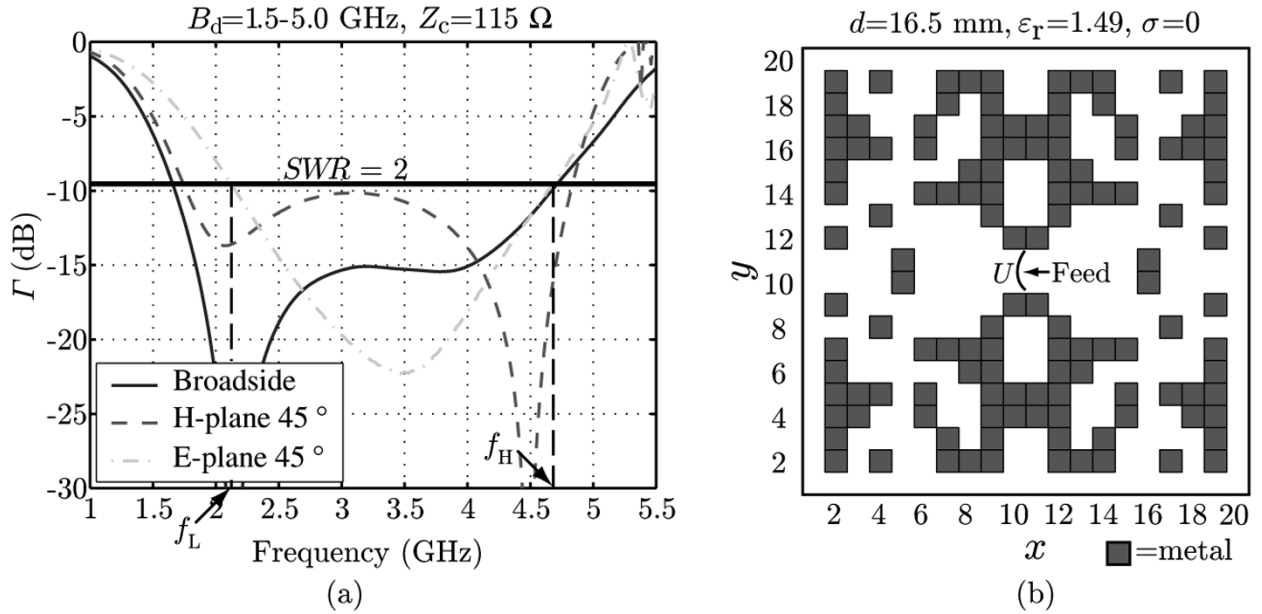 B_d=1.5-5.0 GHz, Z_c=115 Ω
0
-5
-10
-15
-20
-25
-30
Γ (dB)
SWR = 2
Broadside
H-plane 45 °
E-plane 45 °
f_H
f_L
1 1.5 2 2.5 3 3.5 4 4.5 5 5.5
Frequency (GHz)
(a)
d=16.5 mm, ε_r=1.49, σ=0
20
18
16
14
12
10
8
6
4
2
y
U Feed
2 4 6 8 10 12 14 16 18 20
x
=metal
(b)